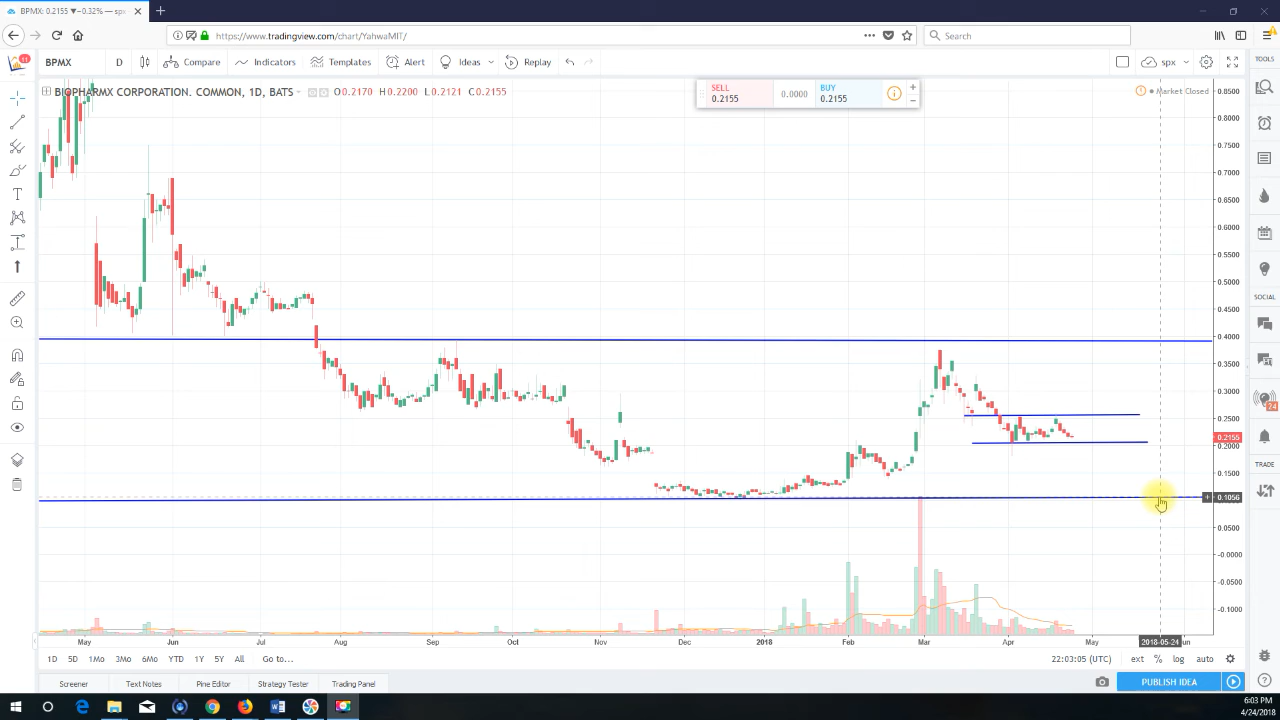 BPMX: 0.2155 ▼−0.32% — spx
https://www.tradingview.com/chart/YahwaMIT/
Search
11
BPMX
D
Compare
Indicators
Templates
Alert
Ideas
Replay
spx
BIOPHARMX CORPORATION. COMMON, 1D, BATS
O0.2170 H0.2200 L0.2121 C0.2155
SELL
0.2155
0.0000
BUY
0.2155
Market Closed
TOOLS
SOCIAL
24
TRADE
0.8500
0.8000
0.7500
0.7000
0.6500
0.6000
0.5500
0.5000
0.4500
0.4000
0.3500
0.3000
0.2500
0.2155
0.2000
0.1500
0.1056
0.0500
-0.0000
-0.0500
-0.1000
May
Jun
Jul
Aug
Sep
Oct
Nov
Dec
2018
Feb
Mar
Apr
May
2018-05-24
un
1D 5D 1Mo 3Mo 6Mo YTD 1Y 5Y All Go to...
22:03:05 (UTC)
ext % log auto
Screener
Text Notes
Pine Editor
Strategy Tester
Trading Panel
PUBLISH IDEA
6:03 PM
4/24/2018